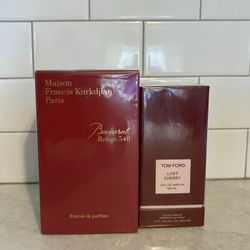 Maison
Francis Kurkdjian
Paris
Baccarat
Rouge 540
Extrait de parfum
TOM FORD
LOST
CHERRY
EAU DE PARFUM